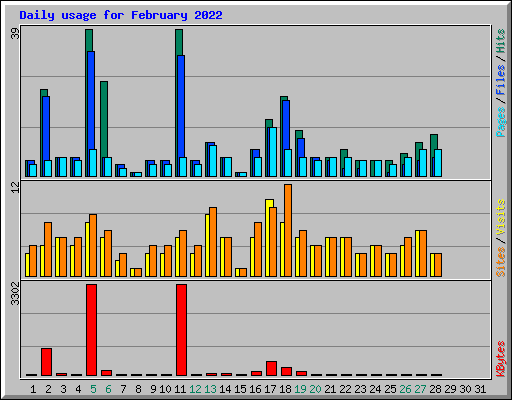 Daily usage for February 2022
39
Pages / Files / Hits
12
Sites / Visits
3302
KBytes
1 2 3 4 5 6 7 8 9 10 11 12 13 14 15 16 17 18 19 20 21 22 23 24 25 26 27 28 29 30 31